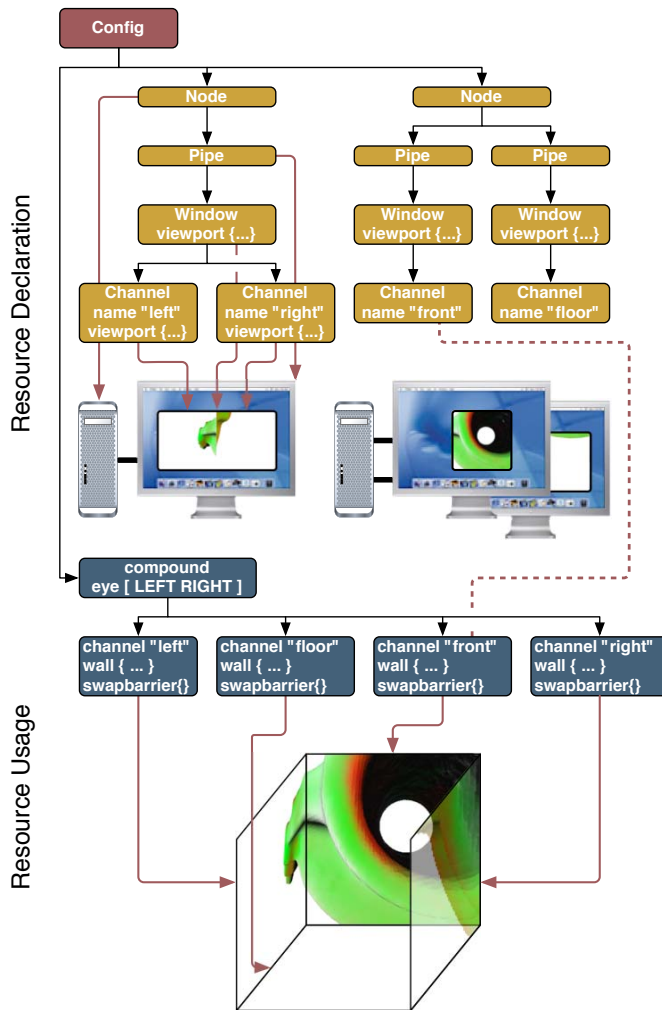 Config
Resource Declaration
Node
Node
Pipe
Pipe
Pipe
Window
viewport {...}
Window
viewport {...}
Window
viewport {...}
Channel
name "left"
viewport {...}
Channel
name "right"
viewport {...}
Channel
name "front"
Channel
name "floor"
compound
eye [ LEFT RIGHT ]
Resource Usage
channel "left"
wall { ... }
swapbarrier{}
channel "floor"
wall { ... }
swapbarrier{}
channel "front"
wall { ... }
swapbarrier{}
channel "right"
wall { ... }
swapbarrier{}